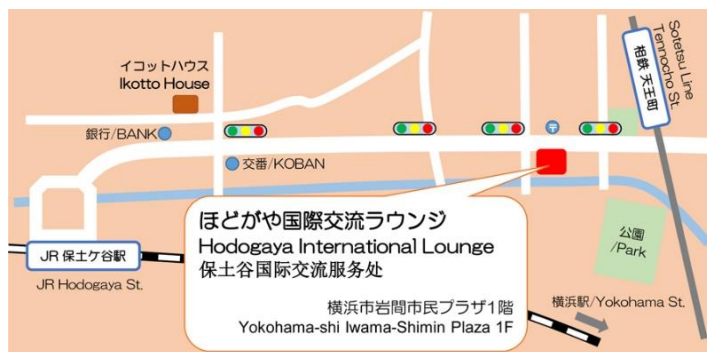 イコットハウス
Ikotto House
銀行/BANK
交番/KOBAN
〒
Sotetsu Line
Tennocho St.
相鉄 天王町
JR 保土ケ谷駅
JR Hodogaya St.
ほどがや国際交流ラウンジ
Hodogaya International Lounge
保土谷国际交流服务处
横浜市岩間市民プラザ1階
Yokohama-shi Iwama-Shimin Plaza 1F
公園
/Park
横浜駅/Yokohama St.